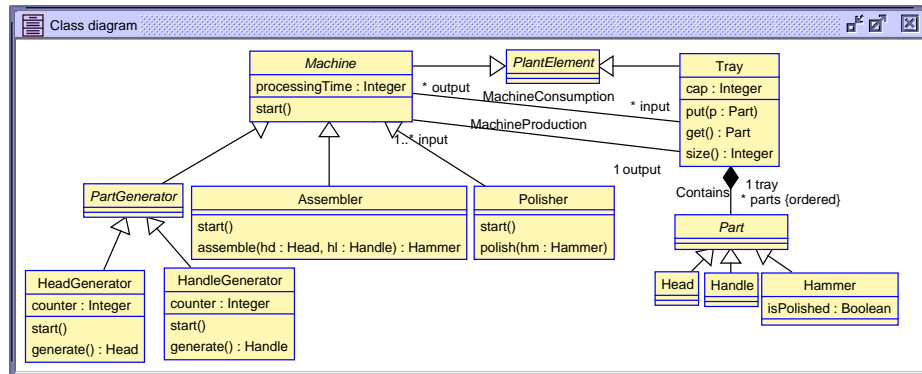 Class diagram
Machine
processingTime : Integer
start()
PlantElement
Tray
cap : Integer
put(p : Part)
get() : Part
size() : Integer
* output
MachineConsumption
* input
MachineProduction
1..* input
1 output
PartGenerator
Assembler
start()
assemble(hd : Head, hl : Handle) : Hammer
Polisher
start()
polish(hm : Hammer)
Contains
1 tray
* parts {ordered}
Part
HeadGenerator
counter : Integer
start()
generate() : Head
HandleGenerator
counter : Integer
start()
generate() : Handle
Head
Handle
Hammer
isPolished : Boolean